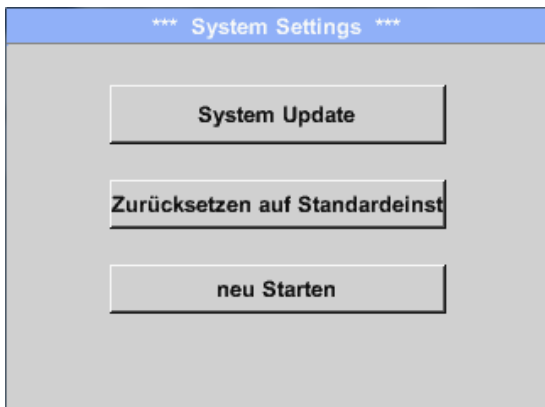 *** System Settings ***
System Update
Zurücksetzen auf Standardeinst
neu Starten